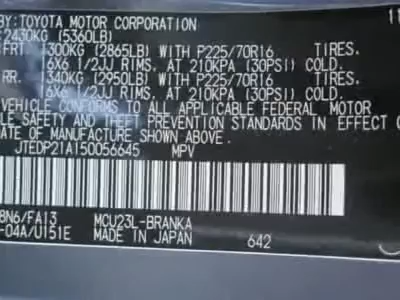 BY:TOYOTA MOTOR CORPORATION 11
2430KG (5360LB)
FRT. 1300KG (2865LB) WITH P225/70R16 TIRES.
16X6 1/2JJ RIMS. AT 210KPA (30PSI) COLD.
RR. 1340KG (2950LB) WITH P225/70R16 TIRES.
16X6 1/2JJ RIMS. AT 210KPA (30PSI) COLD.
CONFORMS TO ALL APPLICABLE FEDERAL MOTOR
LE SAFETY AND THEFT PREVENTION STANDARDS IN EFFECT O
ATE OF MANUFACTURE SHOWN ABOVE.
JTEDP21A150056645 MPV
8N6/FA13 MCU23L-BRANKA
-04A/U151E MADE IN JAPAN 642